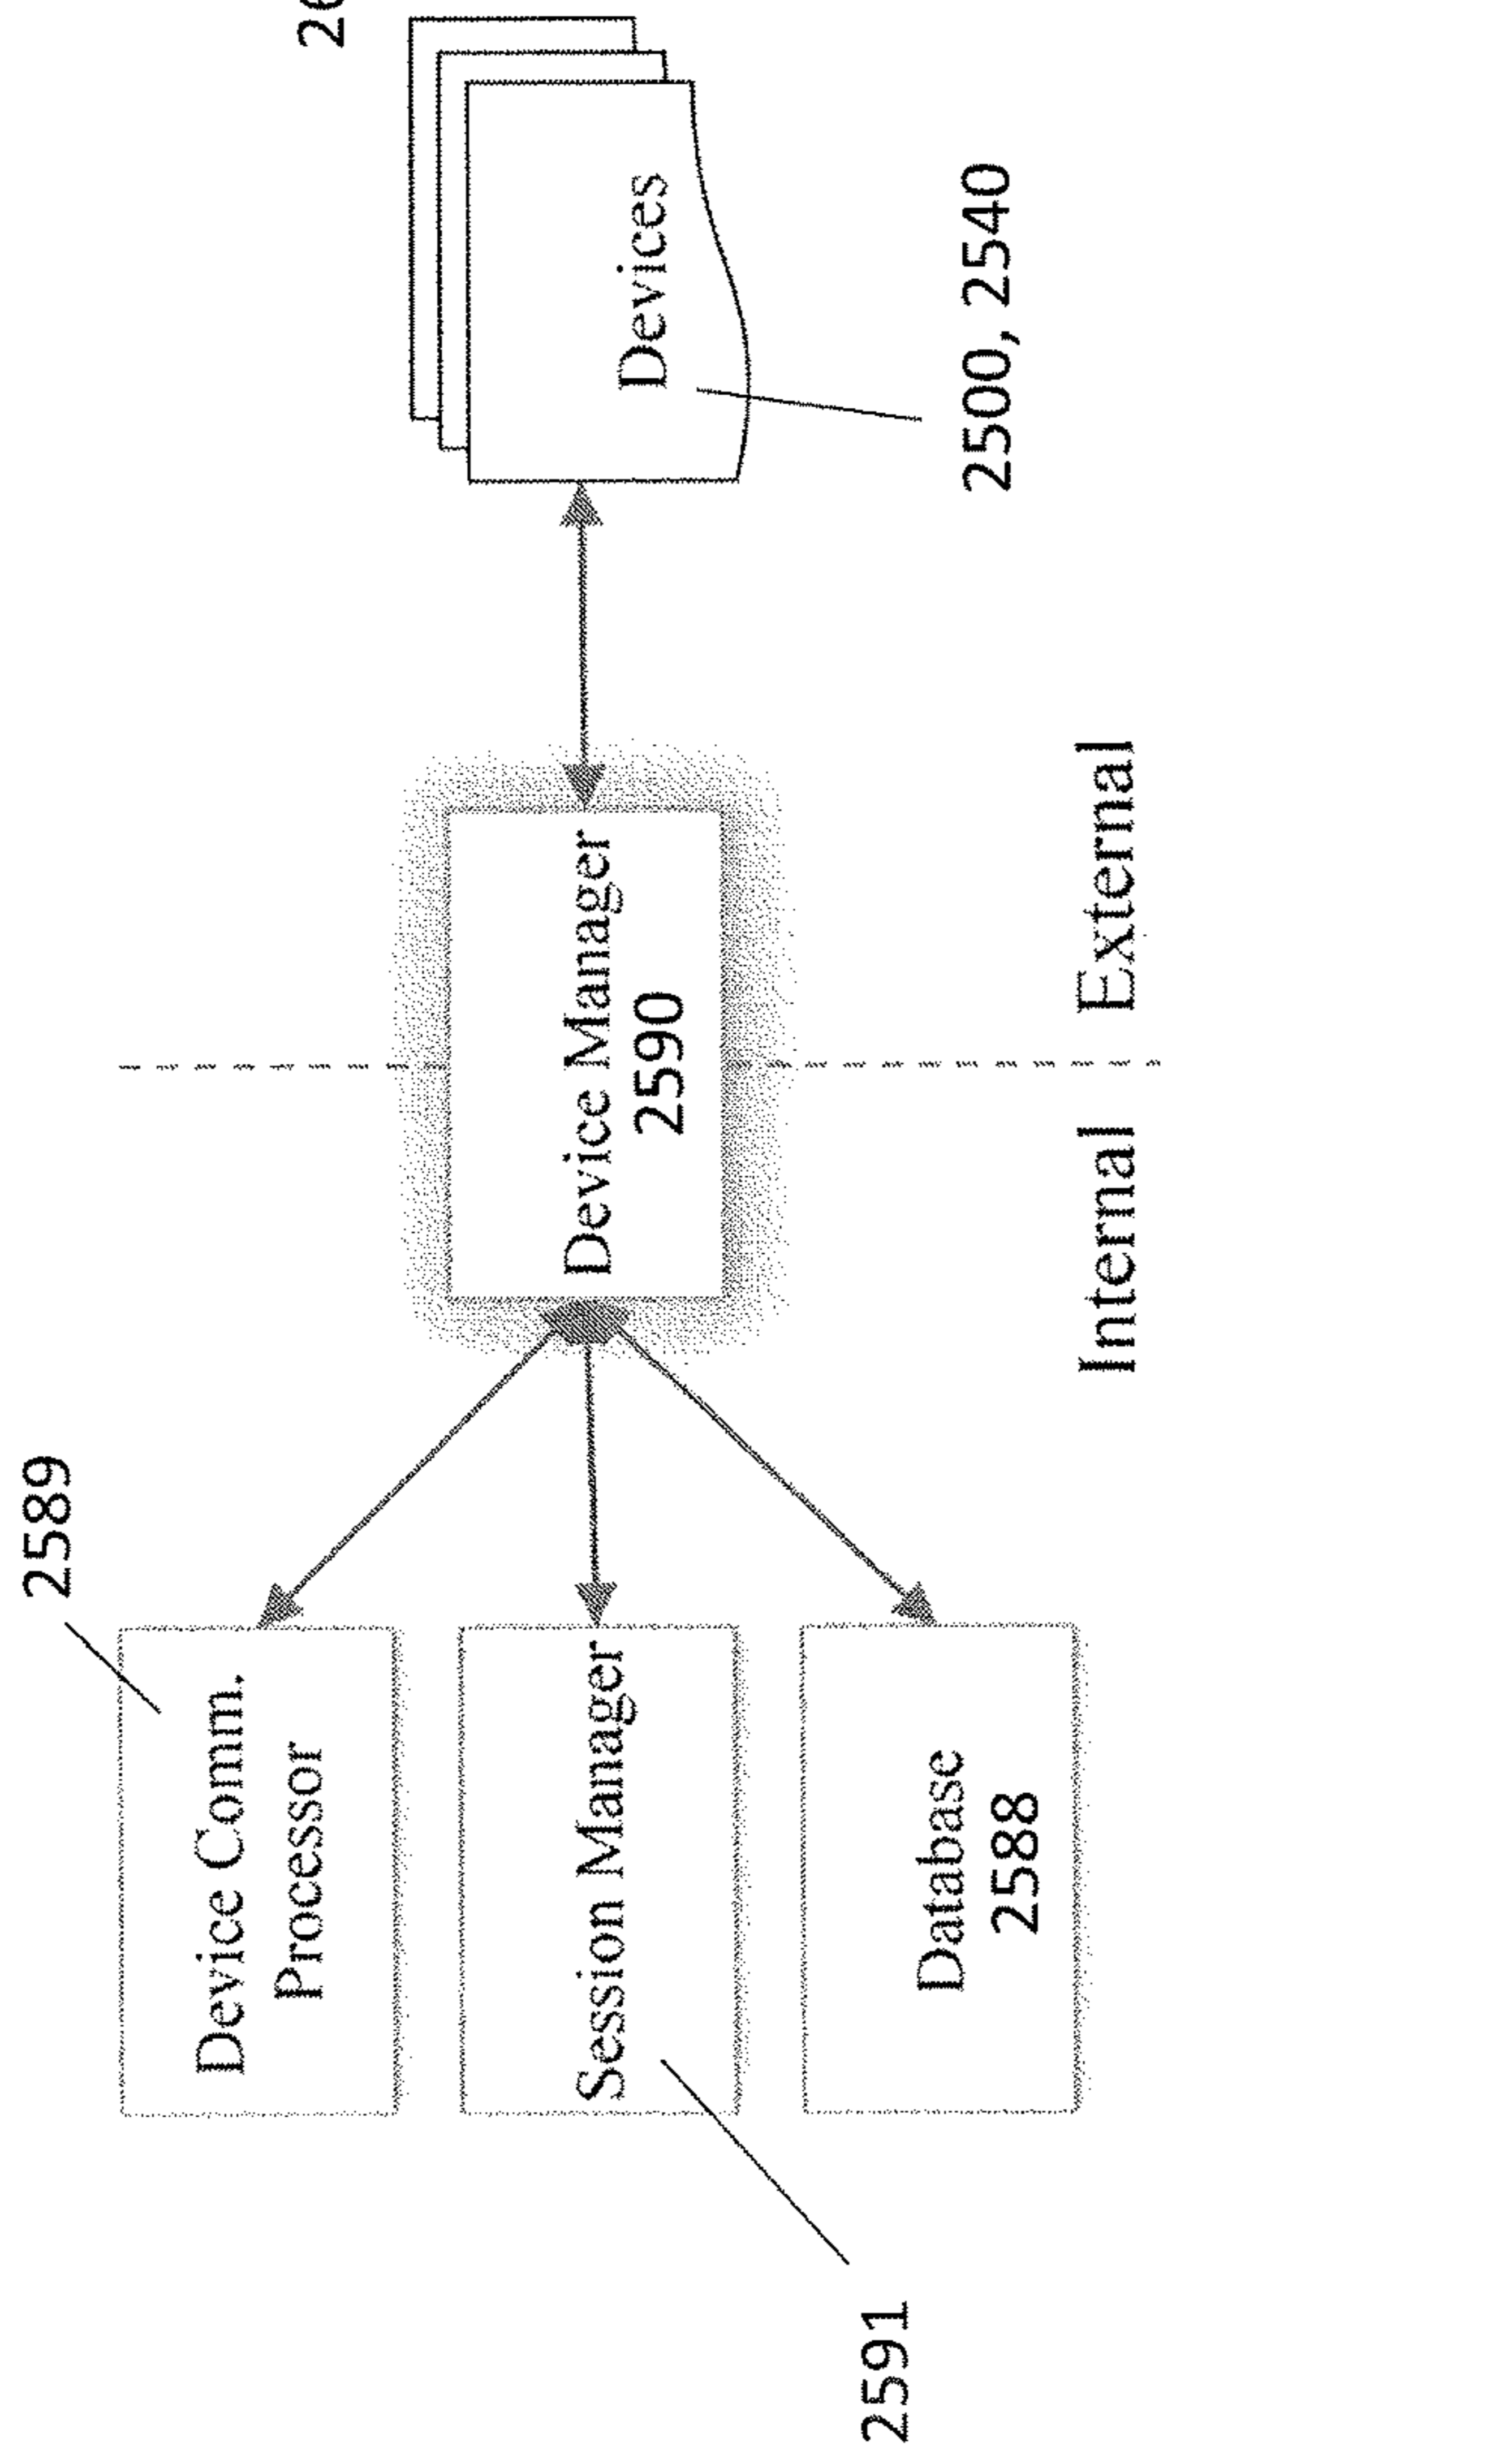 2589
Device Comm.
Processor
Session Manager
2591
Database
2588
Device Manager
2590
Devices
2500, 2540
Internal
External